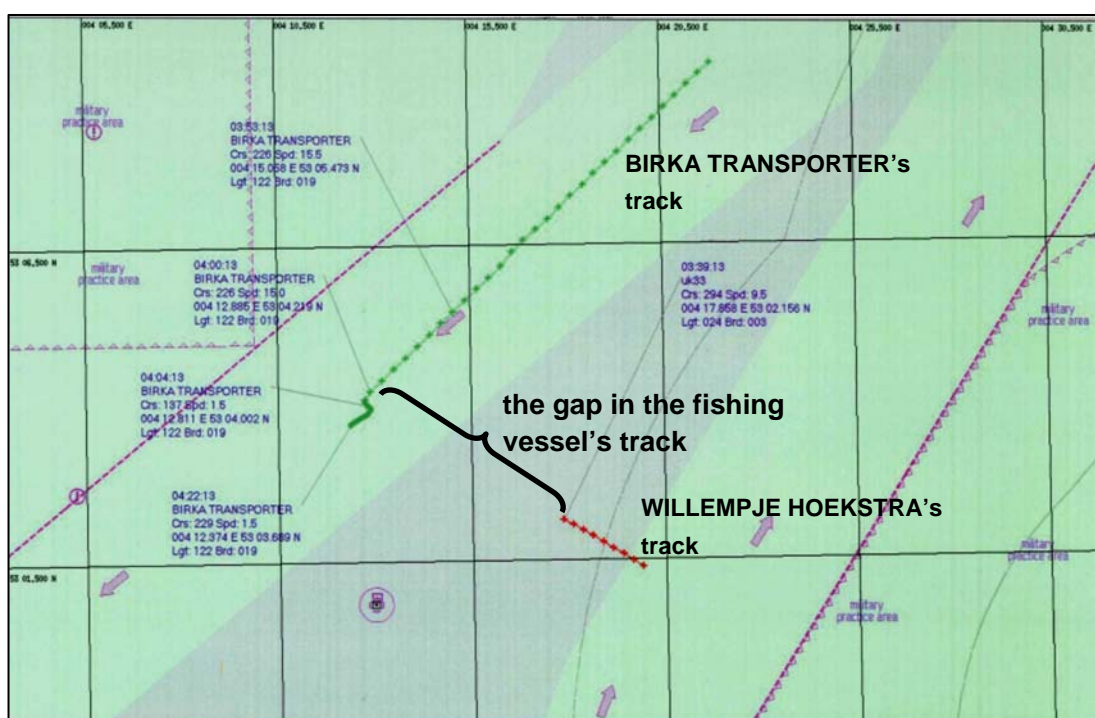 004 05,500 E
004 10,500 E
004 15,500 E
004 20,500 E
004 25,500 E
004 30,500 E
military
practice area
03:53:13
BIRKA TRANSPORTER
Crs: 226 Spd: 15.5
004 15.058 E 53 05.473 N
Lgt: 122 Brd: 019
BIRKA TRANSPORTER's
track
53 06,500 N
military
practice area
04:00:13
BIRKA TRANSPORTER
Crs: 226 Spd: 15.0
004 12.885 E 53 04.219 N
Lgt: 122 Brd: 019
03:39:13
uk33
Crs: 294 Spd: 9.5
004 17.858 E 53 02.156 N
Lgt: 024 Brd: 003
military
practice area
04:04:13
BIRKA TRANSPORTER
Crs: 137 Spd: 1.5
004 12.811 E 53 04.002 N
Lgt: 122 Brd: 019
the gap in the fishing
vessel's track
04:22:13
BIRKA TRANSPORTER
Crs: 229 Spd: 1.5
004 12.374 E 53 03.689 N
Lgt: 122 Brd: 019
WILLEMPJE HOEKSTRA's
track
military
practice area
53 01,500 N
military
practice area